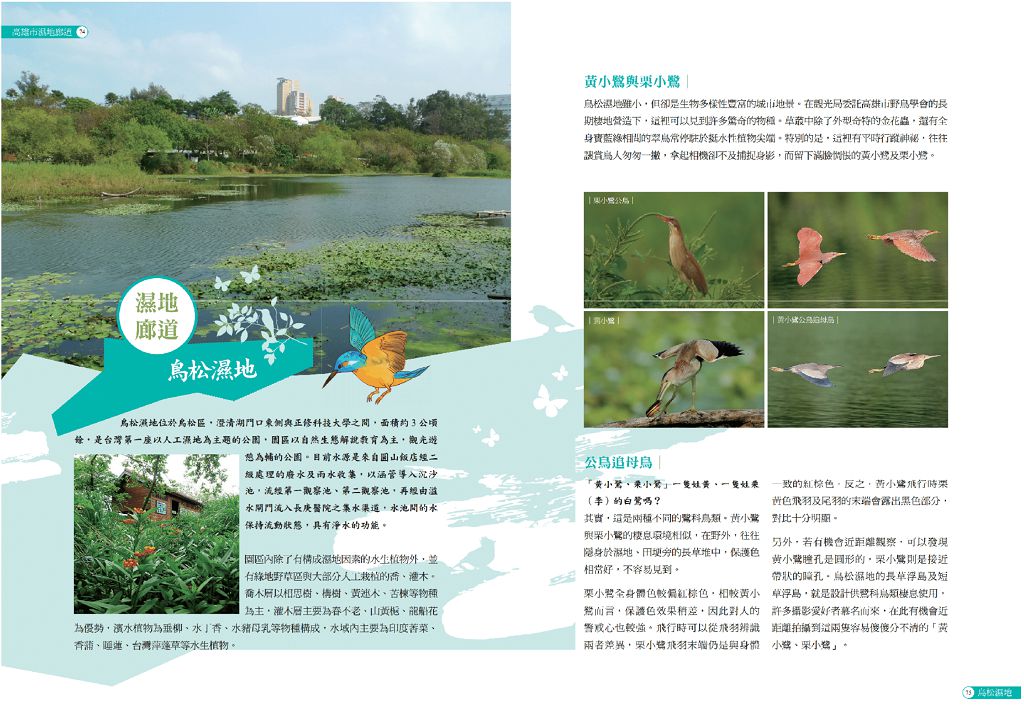 高雄市濕地廊道 74
濕地
廊道
鳥松濕地
鳥松濕地位於鳥松區，澄清湖門口東側與正修科技大學之間，面積約 3 公頃
餘，是台灣第一座以人工濕地為主題的公園，園區以自然生態解說教育為主，觀光遊
憩為輔的公園。目前水源是來自圓山飯店經二
級處理的廢水及雨水收集，以涵管導入沉沙
池，流經第一觀察池、第二觀察池，再經由溢
水閘門流入長庚醫院之集水渠道，水池間的水
保持流動狀態，具有淨水的功能。
園區內除了有構成濕地因素的水生植物外，並
有綠地野草區與大部分人工栽植的喬、灌木。
喬木層以相思樹、構樹、黃連木、苦楝等物種
為主，灌木層主要為春不老、山黃梔、龍船花
為優勢，濱水植物為垂柳、水丁香、水豬母乳等物種構成，水域內主要為印度莕菜、
香蒲、睡蓮、台灣萍蓬草等水生植物。
黃小鷺與栗小鷺
鳥松濕地雖小，但卻是生物多樣性豐富的城市地景。在觀光局委託高雄市野鳥學會的長
期棲地營造下，這裡可以見到許多驚奇的物種。草叢中除了外型奇特的金花蟲，還有全
身寶藍綠相間的翠鳥常停駐於挺水性植物尖端。特別的是，這裡有平時行蹤神祕，往往
讓賞鳥人匆匆一撇，拿起相機卻不及捕捉身影，而留下滿臉惆悵的黃小鷺及栗小鷺。
栗小鷺公鳥
黃小鷺
黃小鷺公鳥追母鳥
公鳥追母鳥
「黃小鷺、栗小鷺」一隻娃黃、一隻娃栗
（李）的白鷺嗎？
其實，這是兩種不同的鷺科鳥類。黃小鷺
與栗小鷺的棲息環境相似，在野外，往往
隱身於濕地、田埂旁的長草堆中，保護色
相當好，不容易見到。
栗小鷺全身體色較偏紅棕色，相較黃小
鷺而言，保護色效果稍差，因此對人的
警戒心也較強。飛行時可以從飛羽辨識
兩者差異，栗小鷺飛羽末端仍是與身體
一致的紅棕色。反之，黃小鷺飛行時栗
黃色飛羽及尾羽的末端會露出黑色部分，
對比十分明顯。
另外，若有機會近距離觀察，可以發現
黃小鷺瞳孔是圓形的，栗小鷺則是接近
帶狀的瞳孔。鳥松濕地的長草浮島及短
草浮島，就是設計供鷺科鳥類棲息使用，
許多攝影愛好者慕名而來，在此有機會近
距離拍攝到這兩隻容易傻傻分不清的「黃
小鷺、栗小鷺」。
75 鳥松濕地